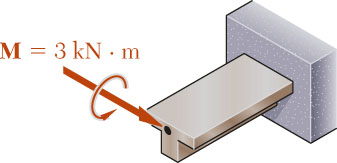 M = 3 kN · m